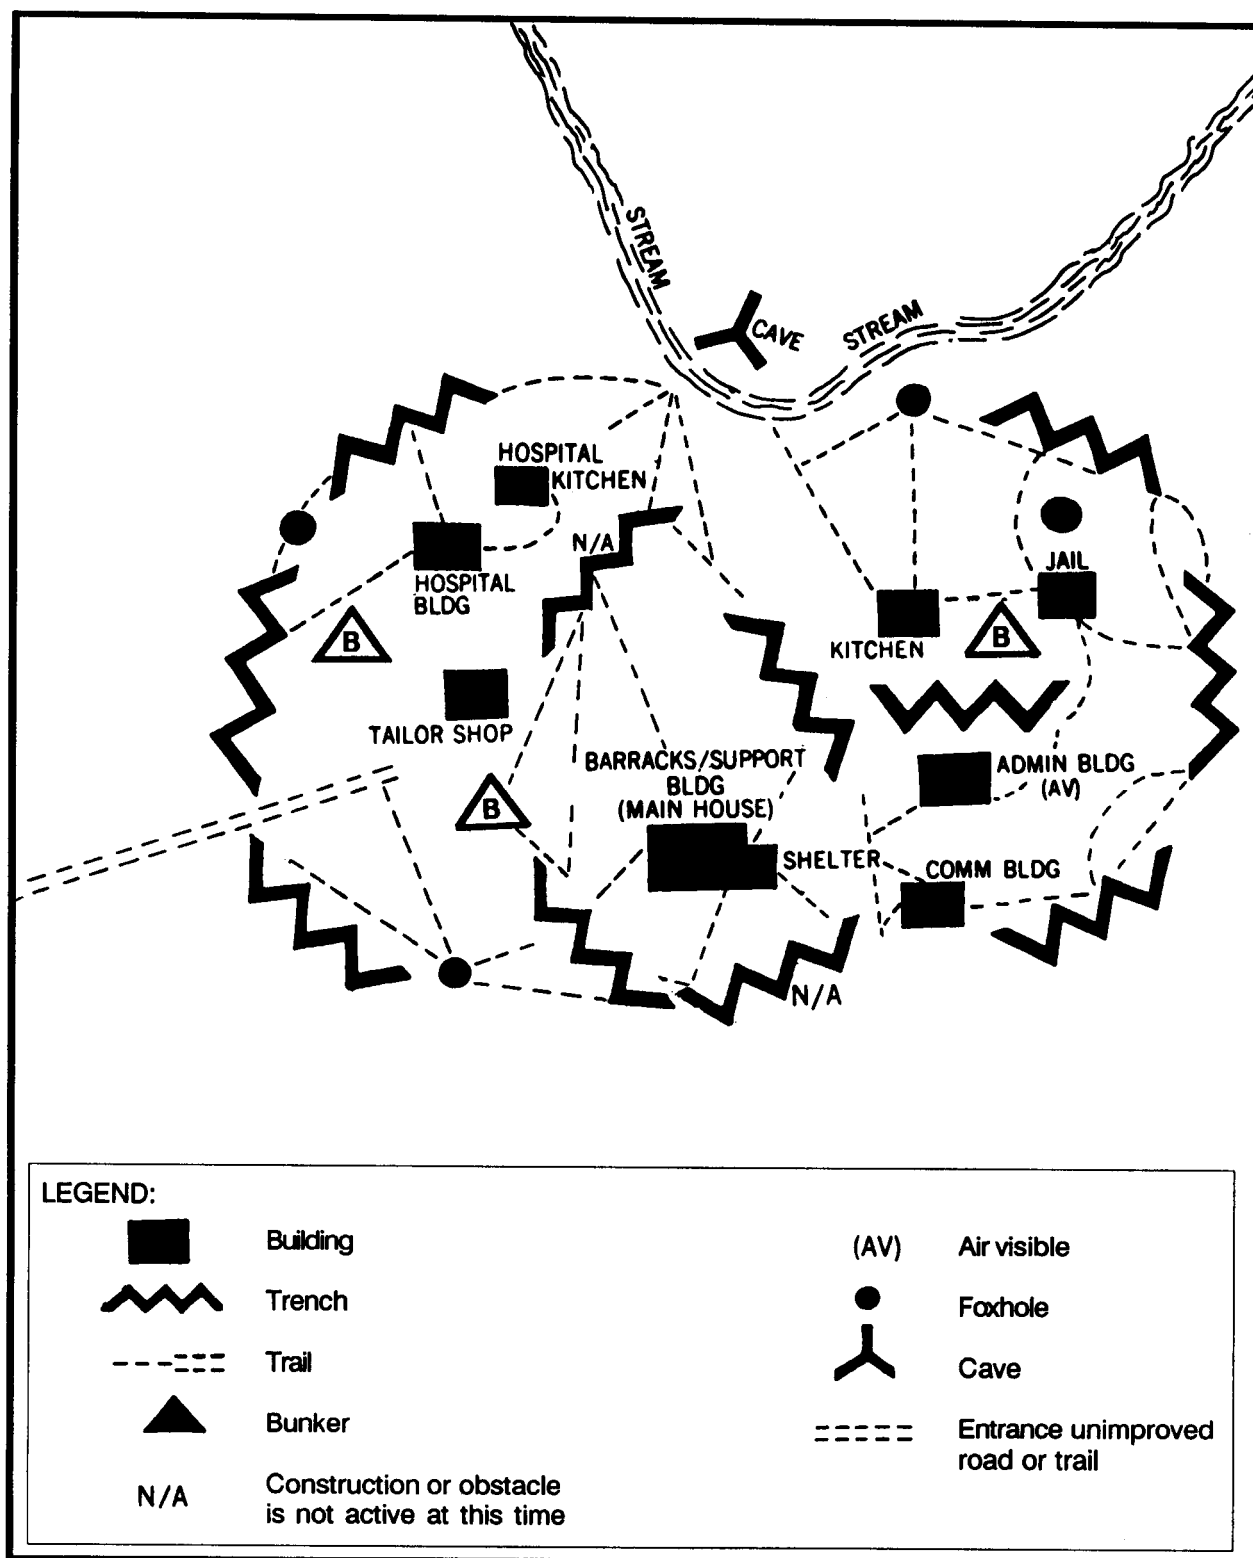 STREAM
CAVE
STREAM
HOSPITAL
KITCHEN
N/A
HOSPITAL
BLDG
B
JAIL
KITCHEN
B
TAILOR SHOP
BARRACKS/SUPPORT
BLDG
(MAIN HOUSE)
ADMIN BLDG
(AV)
B
SHELTER
COMM BLDG
N/A
LEGEND:
Building
Trench
Trail
Bunker
N/A
Construction or obstacle
is not active at this time
(AV)
Air visible
Foxhole
Cave
Entrance unimproved
road or trail